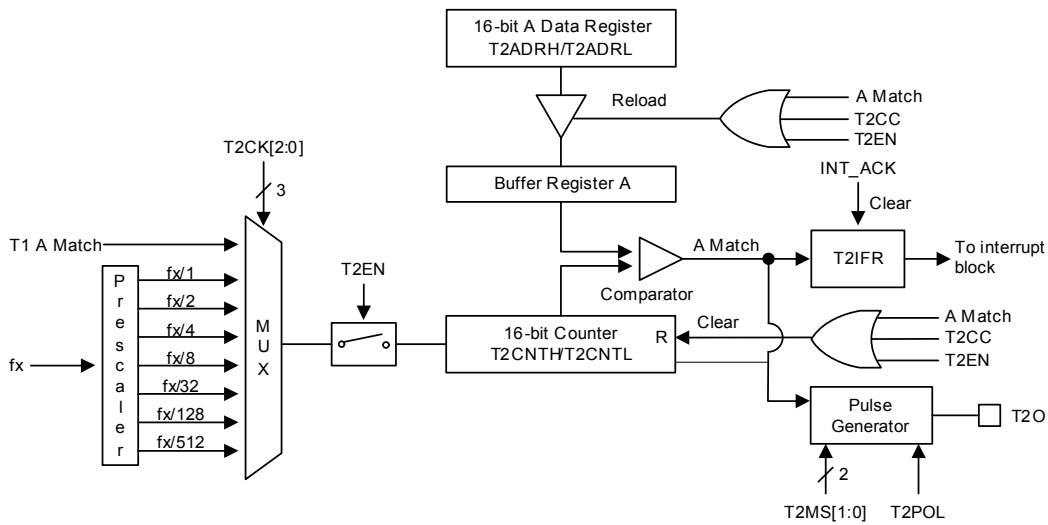 16-bit A Data Register
T2ADRH/T2ADRL
Reload
A Match
T2CC
T2EN
T2CK[2:0]
3
Buffer Register A
INT_ACK
Clear
T1 A Match
A Match
T2IFR
To interrupt
block
Comparator
Prescaler
fx/1
fx/2
fx/4
fx/8
fx/32
fx/128
fx/512
fx
MUX
T2EN
16-bit Counter
T2CNTH/T2CNTL
R
Clear
A Match
T2CC
T2EN
Pulse
Generator
T2O
2
T2MS[1:0]
T2POL